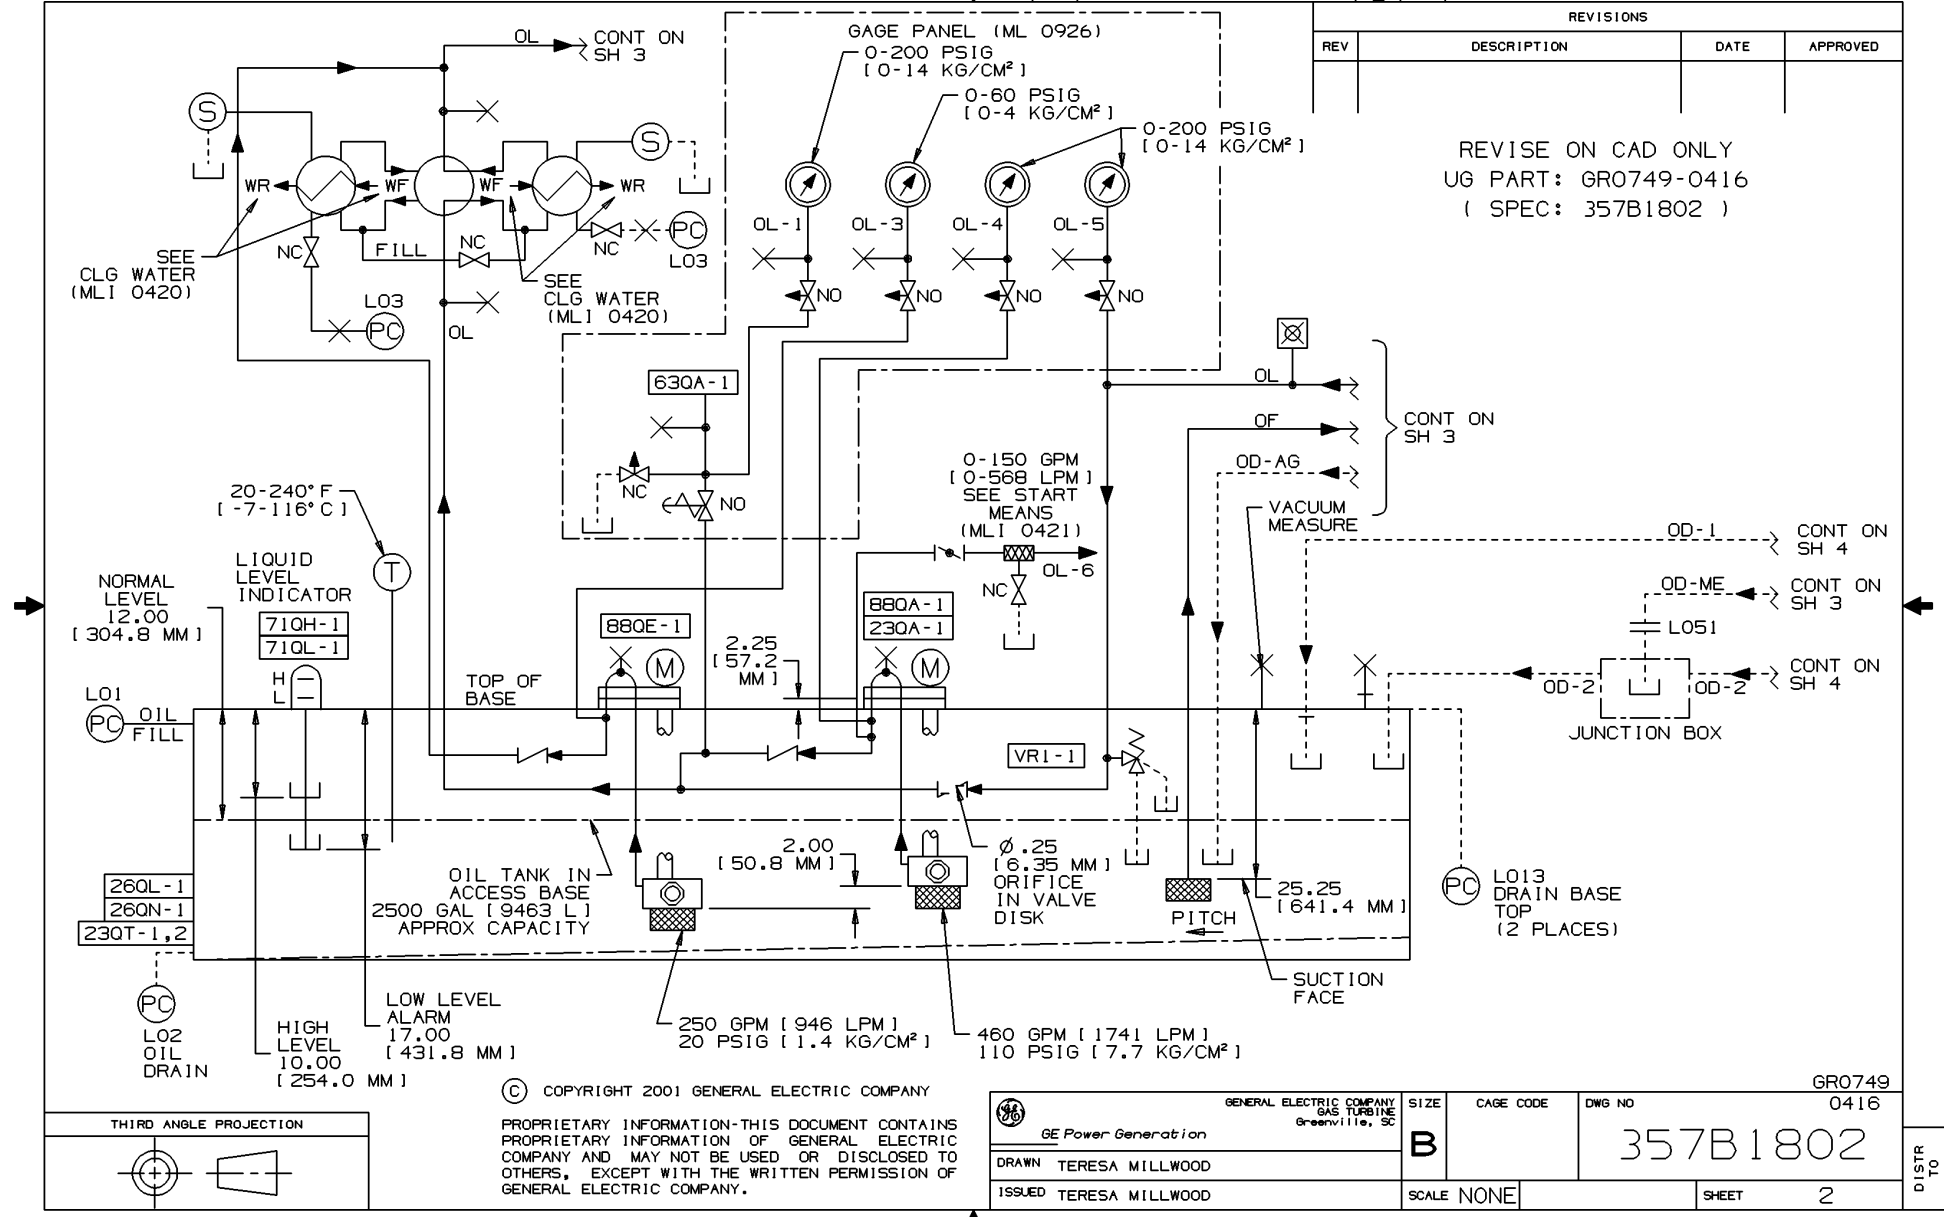 REVISIONS
REV
DESCRIPTION
DATE
APPROVED
REVISE ON CAD ONLY
UG PART: GR0749-0416
( SPEC: 357B1802 )
OL
CONT ON
SH 3
GAGE PANEL (ML 0926)
0-200 PSIG
[0-14 KG/CM²]
0-60 PSIG
[0-4 KG/CM²]
0-200 PSIG
[0-14 KG/CM²]
S
S
WR
WF
WF
WR
NC
FILL
NC
NC
PC
LO3
SEE
CLG WATER
(MLI 0420)
SEE
CLG WATER
(MLI 0420)
LO3
PC
OL
OL-1
OL-3
OL-4
OL-5
NO
NO
NO
NO
63QA-1
NC
NO
OL
OF
OD-AG
CONT ON
SH 3
0-150 GPM
[0-568 LPM]
SEE START
MEANS
(MLI 0421)
OL-6
NC
VACUUM
MEASURE
OD-1
CONT ON
SH 4
OD-ME
CONT ON
SH 3
LO51
OD-2
OD-2
CONT ON
SH 4
JUNCTION BOX
20-240°F
[-7-116°C]
T
LIQUID
LEVEL
INDICATOR
71QH-1
71QL-1
H
L
NORMAL
LEVEL
12.00
[304.8 MM]
LO1
PC
OIL
FILL
TOP OF
BASE
88QE-1
M
2.25
[57.2
MM]
88QA-1
23QA-1
M
VR1-1
26QL-1
26QN-1
23QT-1,2
OIL TANK IN
ACCESS BASE
2500 GAL [9463 L]
APPROX CAPACITY
2.00
[50.8 MM]
Ø.25
[6.35 MM]
ORIFICE
IN VALVE
DISK
PITCH
25.25
[641.4 MM]
PC
LO13
DRAIN BASE
TOP
(2 PLACES)
SUCTION
FACE
PC
LO2
OIL
DRAIN
HIGH
LEVEL
10.00
[254.0 MM]
LOW LEVEL
ALARM
17.00
[431.8 MM]
250 GPM [946 LPM]
20 PSIG [1.4 KG/CM²]
460 GPM [1741 LPM]
110 PSIG [7.7 KG/CM²]
© COPYRIGHT 2001 GENERAL ELECTRIC COMPANY
PROPRIETARY INFORMATION-THIS DOCUMENT CONTAINS
PROPRIETARY INFORMATION OF GENERAL ELECTRIC
COMPANY AND MAY NOT BE USED OR DISCLOSED TO
OTHERS, EXCEPT WITH THE WRITTEN PERMISSION OF
GENERAL ELECTRIC COMPANY.
THIRD ANGLE PROJECTION
GE
GE Power Generation
GENERAL ELECTRIC COMPANY
GAS TURBINE
Greenville, SC
DRAWN TERESA MILLWOOD
ISSUED TERESA MILLWOOD
SIZE
B
CAGE CODE
DWG NO
GR0749
0416
357B1802
SCALE NONE
SHEET 2
DISTR
TO